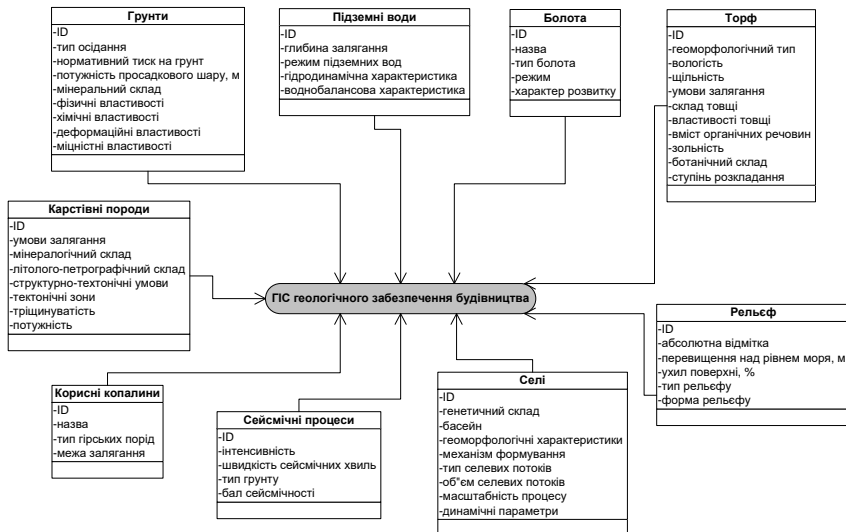 Грунти
-ID
-тип осідання
-нормативний тиск на грунт
-потужність просадкового шару, м
-мінеральний склад
-фізичні властивості
-хімічні властивості
-деформаційні властивості
-міцністні властивості
Підземні води
-ID
-глибина залягання
-режим підземних вод
-гідродинамічна характеристика
-воднобалансова характеристика
Болота
-ID
-назва
-тип болота
-режим
-характер розвитку
Торф
-ID
-геоморфологічний тип
-вологість
-щільність
-умови залягання
-склад товщі
-властивості товщі
-вміст органічних речовин
-зольність
-ботанічний склад
-ступінь розкладання
Карстівні породи
-ID
-умови залягання
-мінералогічний склад
-літолого-петрографічний склад
-структурно-техтонічні умови
-тектонічні зони
-тріщинуватість
-потужність
ГІС геологічного забезпечення будівництва
Рельєф
-ID
-абсолютна відмітка
-перевищення над рівнем моря, м
-ухил поверхні, %
-тип рельєфу
-форма рельєфу
Корисні копалини
-ID
-назва
-тип гірських порід
-межа залягання
Сейсмічні процеси
-ID
-інтенсивність
-швидкість сейсмічних хвиль
-тип грунту
-бал сейсмічності
Селі
-ID
-генетичний склад
-басейн
-геоморфологічні характеристики
-механізм формування
-тип селевих потоків
-об"єм селевих потоків
-масштабність процесу
-динамічні параметри